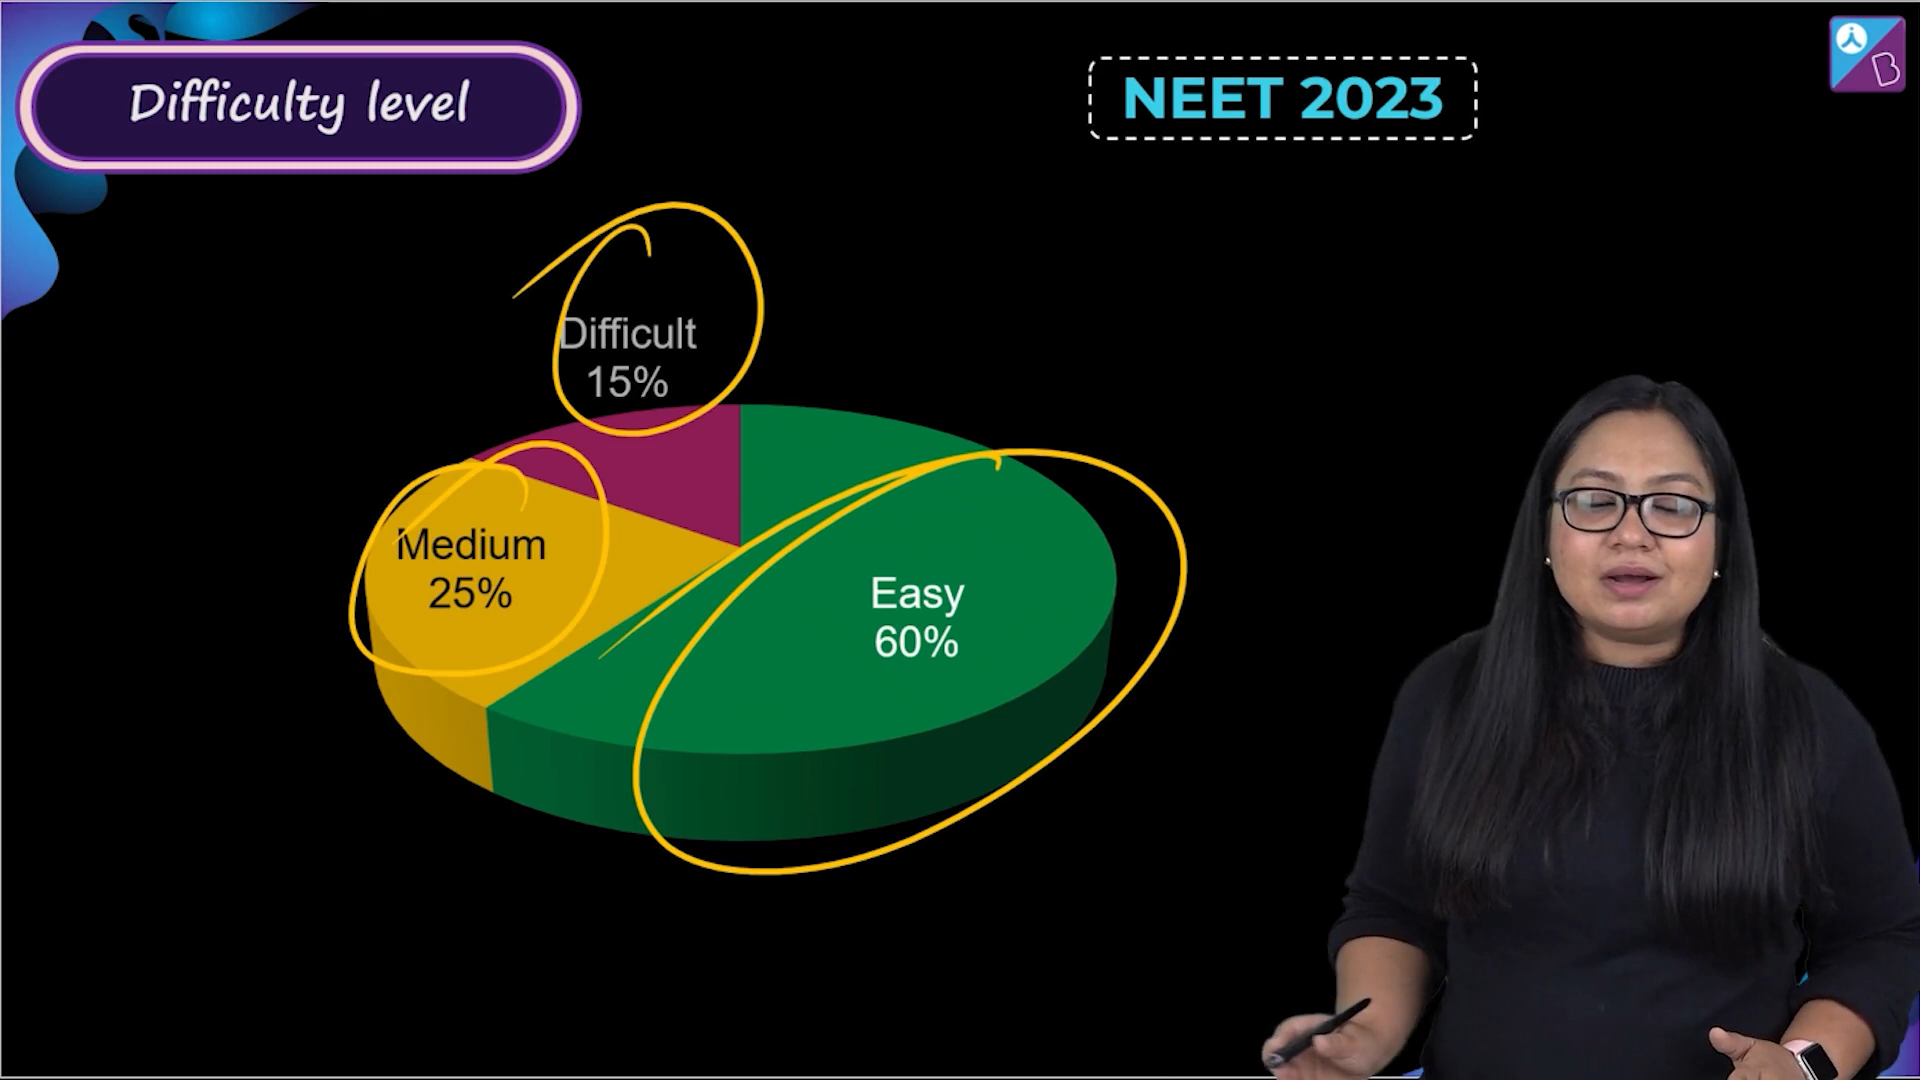 Difficulty level
NEET 2023
B
Difficult
15%
Medium
25%
Easy
60%